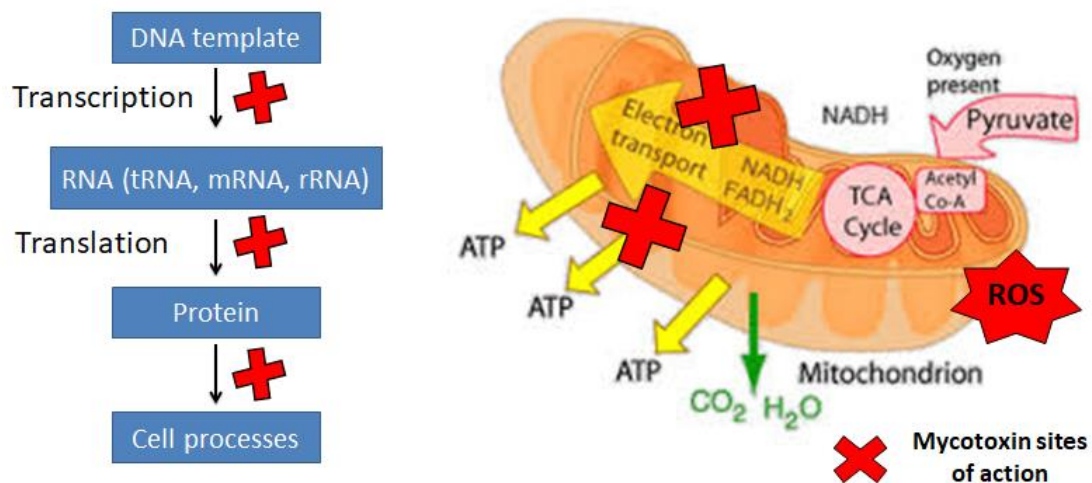 DNA template
Transcription
RNA (tRNA, mRNA, rRNA)
Translation
Protein
Cell processes
Oxygen
present
NADH
Pyruvate
Electron
transport
NADH
FADH₂
TCA
Cycle
Acetyl
Co-A
ATP
ATP
ATP
ROS
Mitochondrion
CO₂ H₂O
Mycotoxin sites
of action